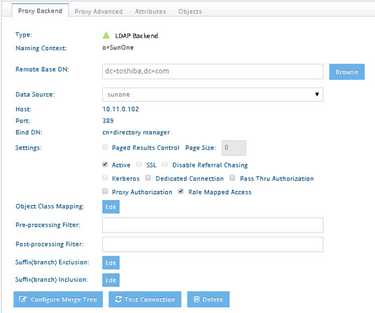 Proxy Backend Proxy Advanced Attributes Objects
Type: LDAP Backend
Naming Context: o=SunOne
Remote Base DN: dc=toshiba,dc=com Browse
Data Source: sunone
Host: 10.11.0.102
Port: 389
Bind DN: cn=directory manager
Settings: Paged Results Control Page Size: 0
Active SSL Disable Referral Chasing
Kerberos Dedicated Connection Pass Thru Authorization
Proxy Authorization Role Mapped Access
Object Class Mapping: Edit
Pre-processing Filter:
Post-processing Filter:
Suffix(branch) Exclusion: Edit
Suffix(branch) Inclusion: Edit
Configure Merge Tree Test Connection Delete